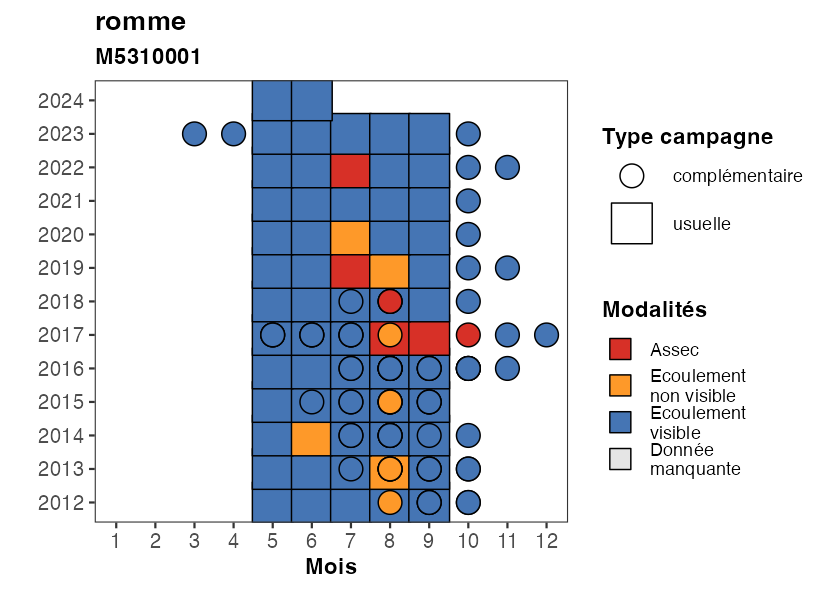 romme
M5310001
2024
2023
2022
2021
2020
2019
2018
2017
2016
2015
2014
2013
2012
1 2 3 4 5 6 7 8 9 10 11 12
Mois
Type campagne
complémentaire
usuelle
Modalités
Assec
Ecoulement
non visible
Ecoulement
visible
Donnée
manquante